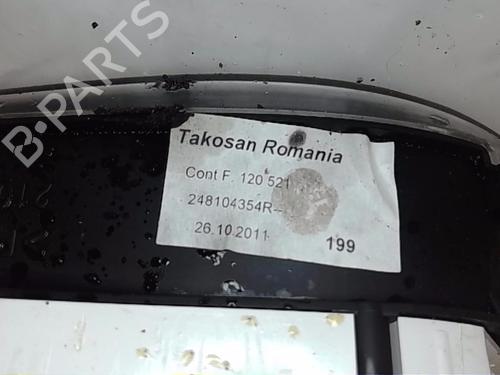 B-PARTS
Takosan Romania
Cont F. 120 521
248104354R--
26.10.2011
199